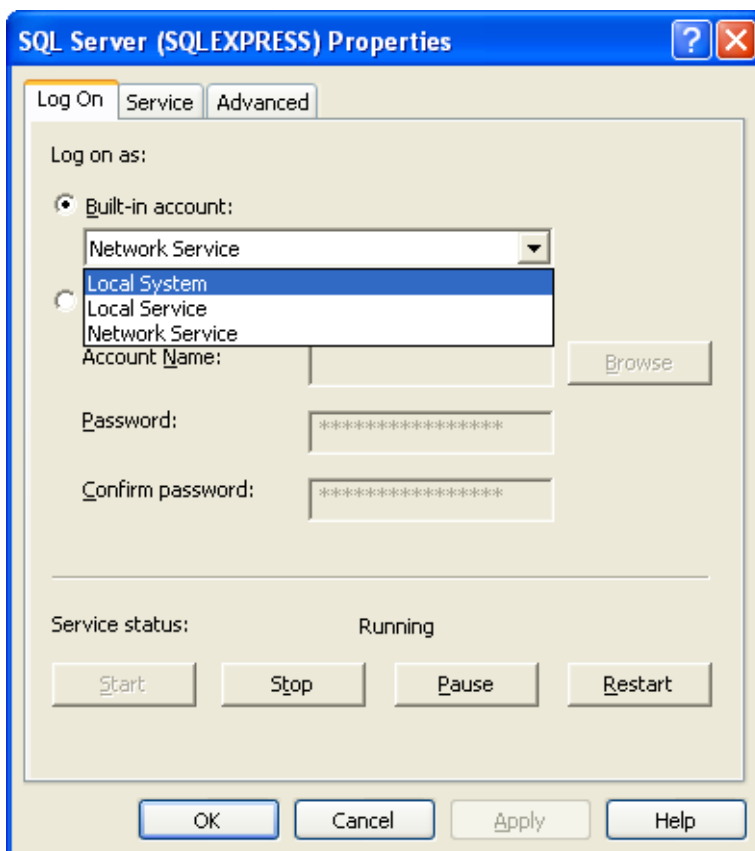 SQL Server (SQLEXPRESS) Properties
Log On Service Advanced
Log on as:
Built-in account:
Network Service
Local System
Local Service
Network Service
Account Name:
Browse
Password:
****************
Confirm password:
****************
Service status: Running
Start Stop Pause Restart
OK Cancel Apply Help